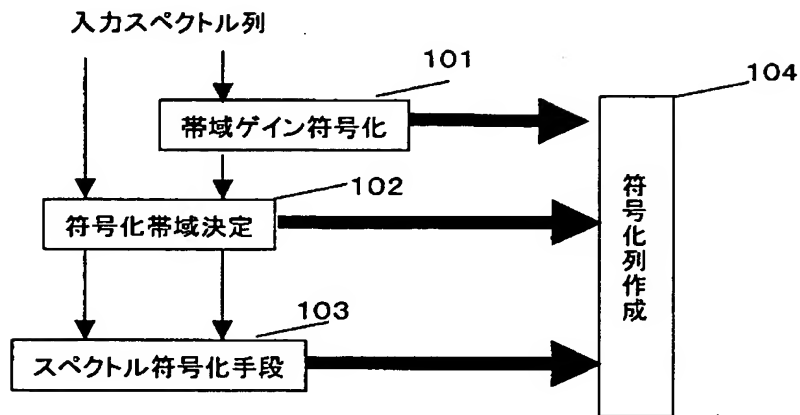 入力スペクトル列
101
104
帯域ゲイン符号化
102
符号化帯域決定
符号化列作成
103
スペクトル符号化手段